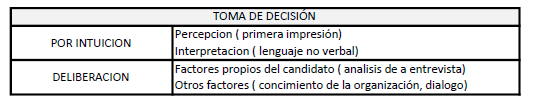 TOMA DE DECISIÓN
POR INTUICION
Percepcion ( primera impresión)
Interpretacion ( lenguaje no verbal)
DELIBERACION
Factores propios del candidato ( analisis de a entrevista)
Otros factores ( concimiento de la organización, dialogo)